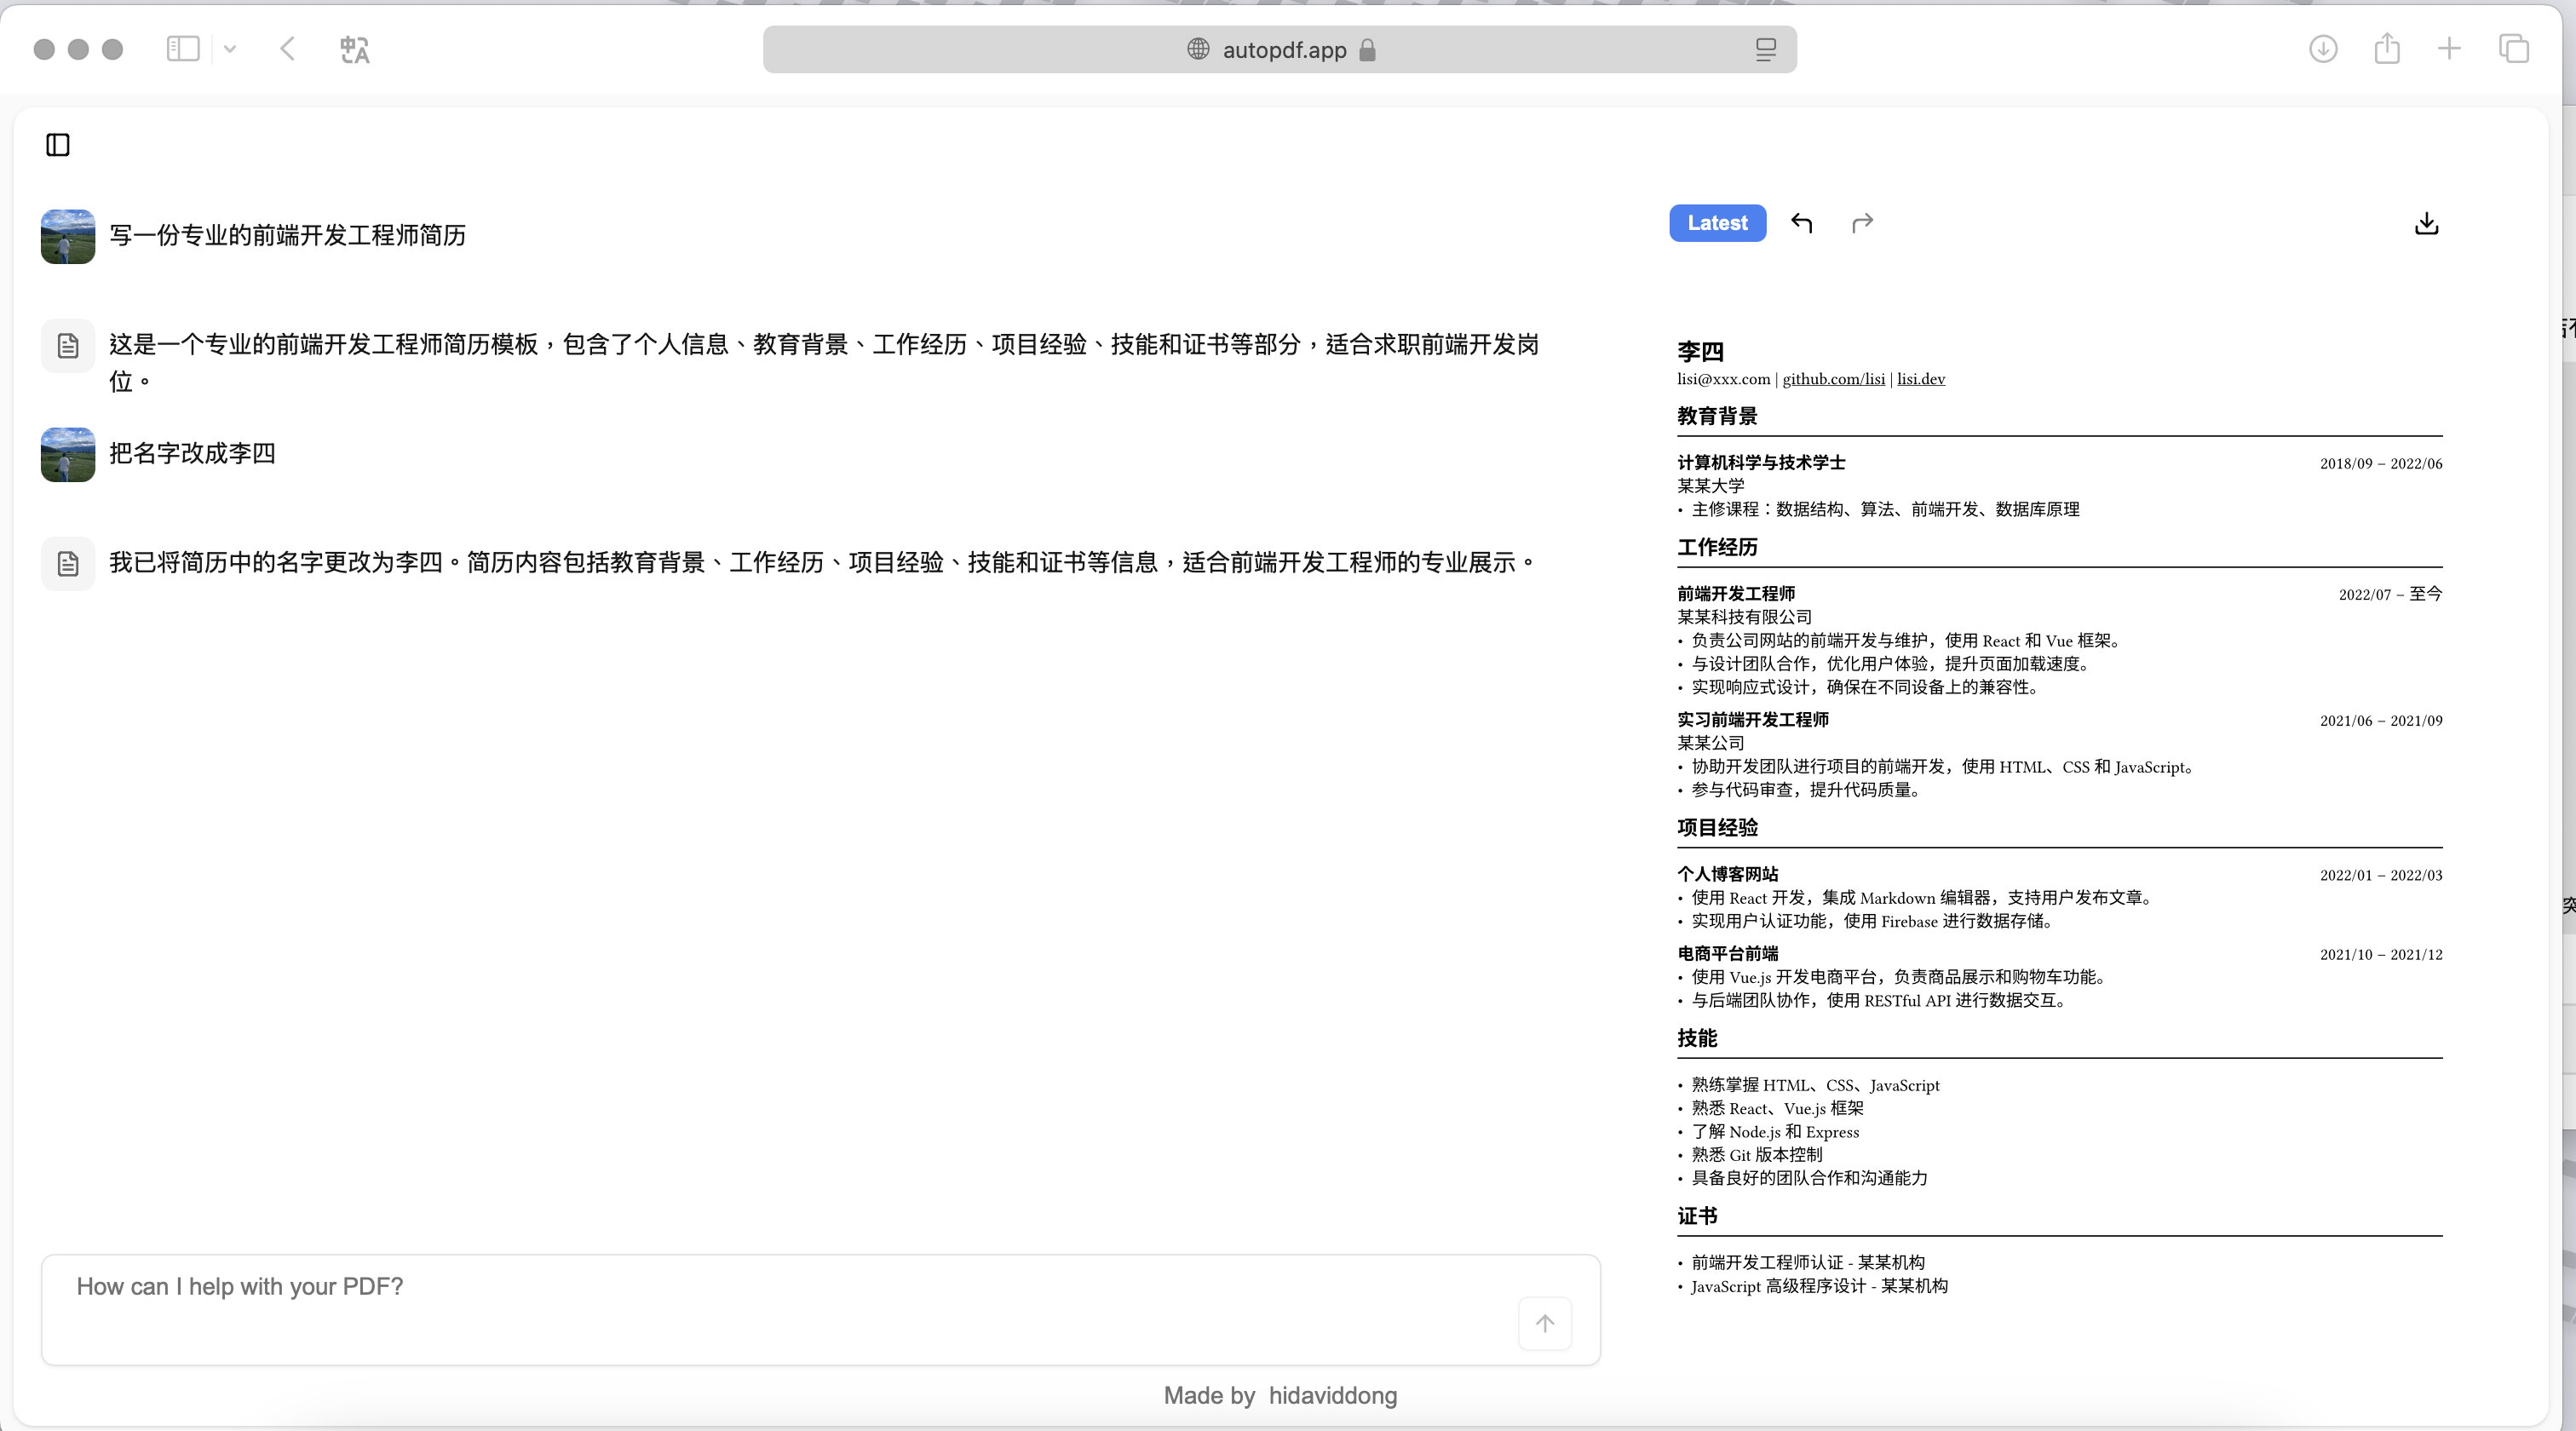 autopdf.app
写一份专业的前端开发工程师简历
这是一个专业的前端开发工程师简历模板，包含了个人信息、教育背景、工作经历、项目经验、技能和证书等部分，适合求职前端开发岗
位。
把名字改成李四
我已将简历中的名字更改为李四。简历内容包括教育背景、工作经历、项目经验、技能和证书等信息，适合前端开发工程师的专业展示。
How can I help with your PDF?
Latest
李四
lisi@xxx.com | github.com/lisi | lisi.dev
教育背景
计算机科学与技术学士 2018/09 – 2022/06
某某大学
• 主修课程：数据结构、算法、前端开发、数据库原理
工作经历
前端开发工程师 2022/07 – 至今
某某科技有限公司
• 负责公司网站的前端开发与维护，使用 React 和 Vue 框架。
• 与设计团队合作，优化用户体验，提升页面加载速度。
• 实现响应式设计，确保在不同设备上的兼容性。
实习前端开发工程师 2021/06 – 2021/09
某某公司
• 协助开发团队进行项目的前端开发，使用 HTML、CSS 和 JavaScript。
• 参与代码审查，提升代码质量。
项目经验
个人博客网站 2022/01 – 2022/03
• 使用 React 开发，集成 Markdown 编辑器，支持用户发布文章。
• 实现用户认证功能，使用 Firebase 进行数据存储。
电商平台前端 2021/10 – 2021/12
• 使用 Vue.js 开发电商平台，负责商品展示和购物车功能。
• 与后端团队协作，使用 RESTful API 进行数据交互。
技能
• 熟练掌握 HTML、CSS、JavaScript
• 熟悉 React、Vue.js 框架
• 了解 Node.js 和 Express
• 熟悉 Git 版本控制
• 具备良好的团队合作和沟通能力
证书
• 前端开发工程师认证 - 某某机构
• JavaScript 高级程序设计 - 某某机构
Made by hidaviddong